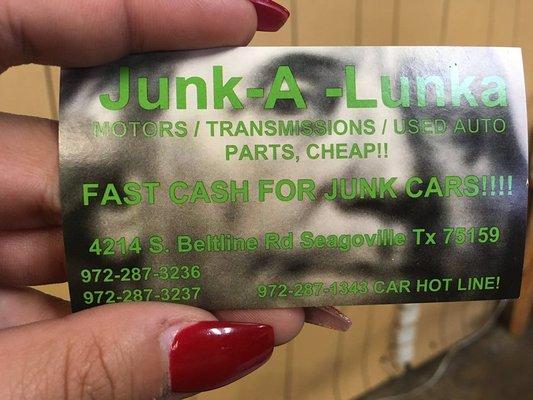 Junk-A -Lunka
MOTORS / TRANSMISSIONS / USED AUTO
PARTS, CHEAP!!
FAST CASH FOR JUNK CARS!!!!
4214 S. Beltline Rd Seagoville Tx 75159
972-287-3236
972-287-3237
972-287-1343 CAR HOT LINE!